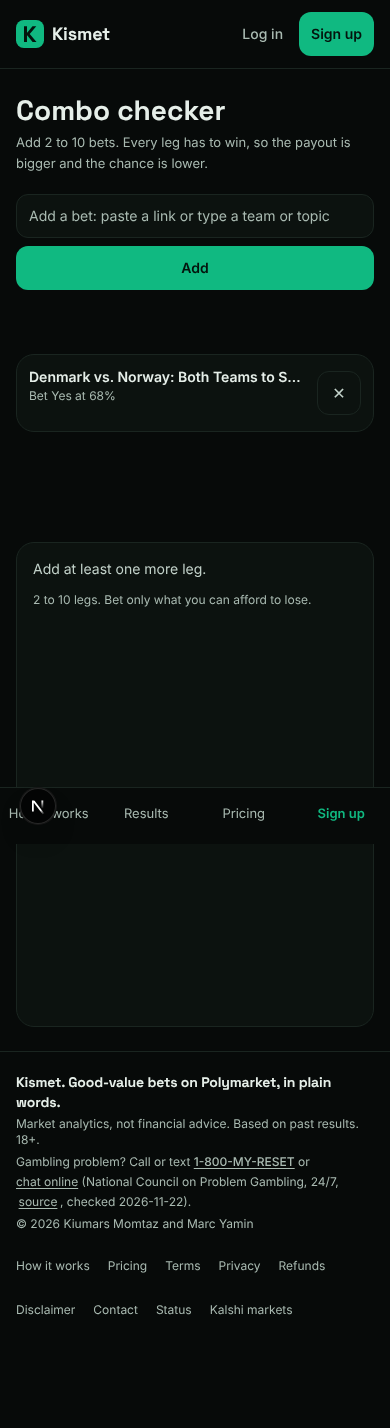 Kismet
Log in
Sign up
Combo checker
Add 2 to 10 bets. Every leg has to win, so the payout is
bigger and the chance is lower.
Add a bet: paste a link or type a team or topic
Add
Denmark vs. Norway: Both Teams to S...
Bet Yes at 68%
Add at least one more leg.
2 to 10 legs. Bet only what you can afford to lose.
works
Results
Pricing
Sign up
Kismet. Good-value bets on Polymarket, in plain
words.
Market analytics, not financial advice. Based on past results.
18+.
Gambling problem? Call or text 1-800-MY-RESET or
chat online (National Council on Problem Gambling, 24/7,
source , checked 2026-11-22).
© 2026 Kiumars Momtaz and Marc Yamin
How it works Pricing Terms Privacy Refunds
Disclaimer Contact Status Kalshi markets